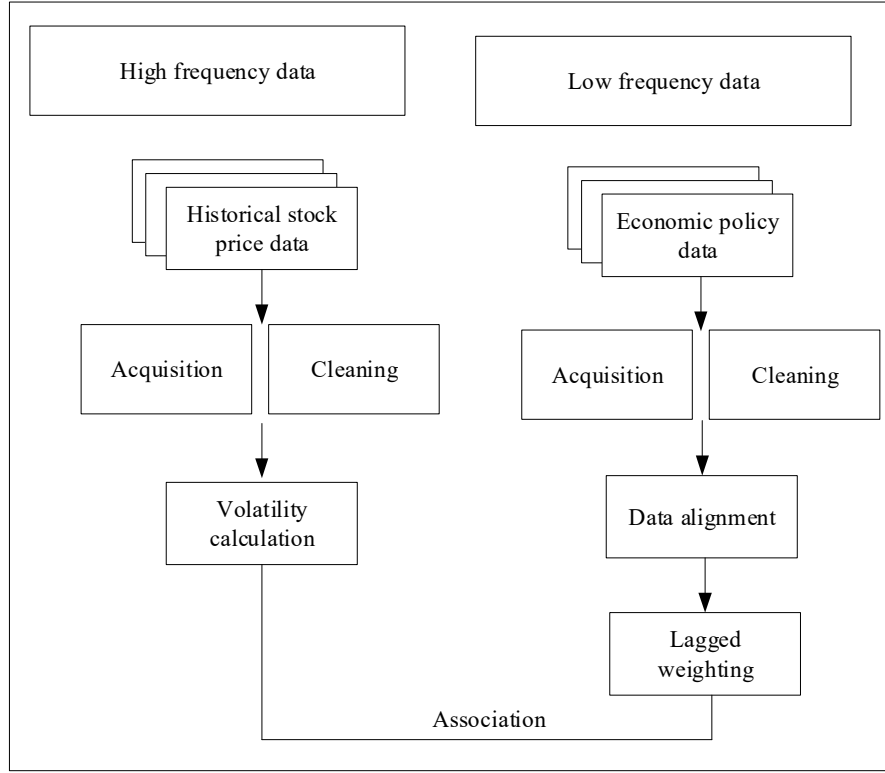 High frequency data
Low frequency data
Historical stock
price data
Economic policy
data
Acquisition
Cleaning
Acquisition
Cleaning
Volatility
calculation
Data alignment
Lagged
weighting
Association